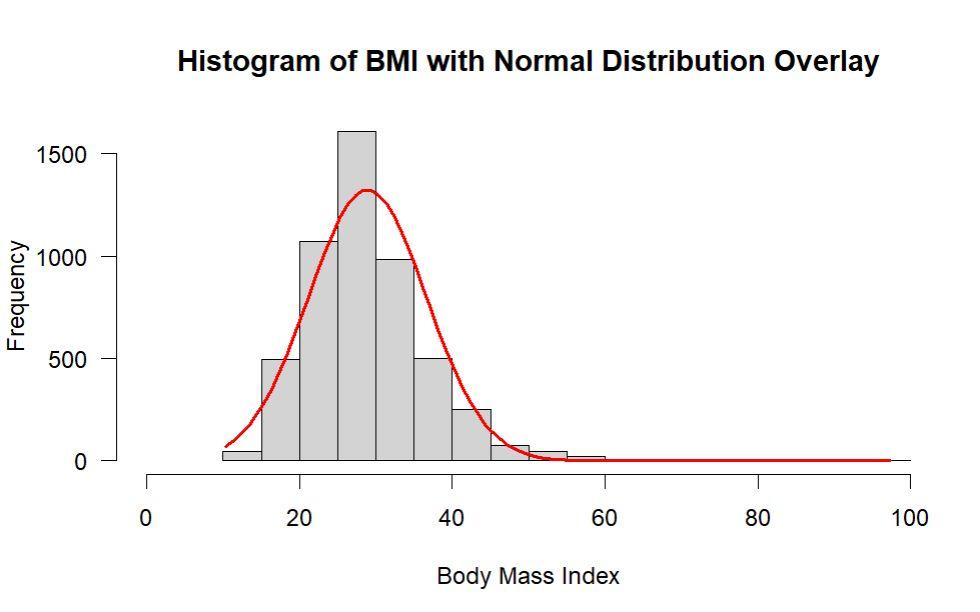 Histogram of BMI with Normal Distribution Overlay
Frequency
1500
1000
500
0
0 20 40 60 80 100
Body Mass Index